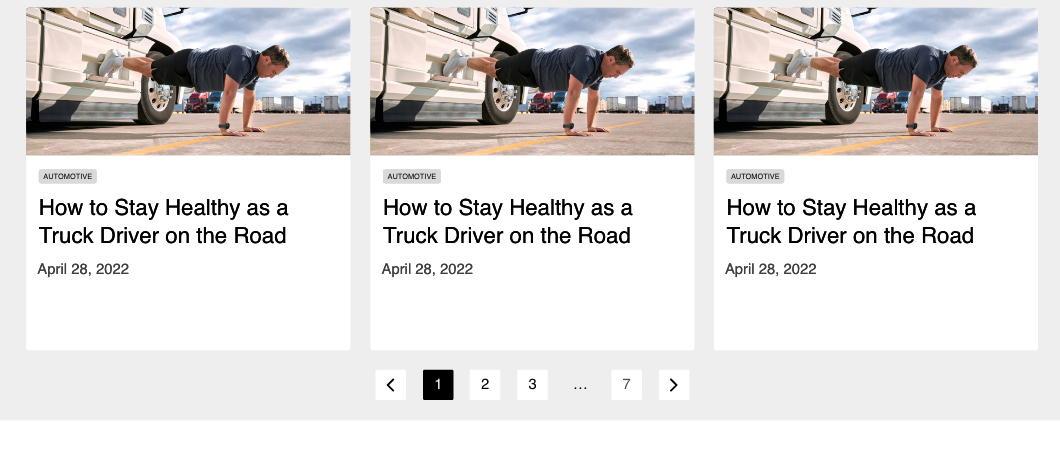 AUTOMOTIVE
How to Stay Healthy as a
Truck Driver on the Road
April 28, 2022
AUTOMOTIVE
How to Stay Healthy as a
Truck Driver on the Road
April 28, 2022
AUTOMOTIVE
How to Stay Healthy as a
Truck Driver on the Road
April 28, 2022
1 2 3 ... 7